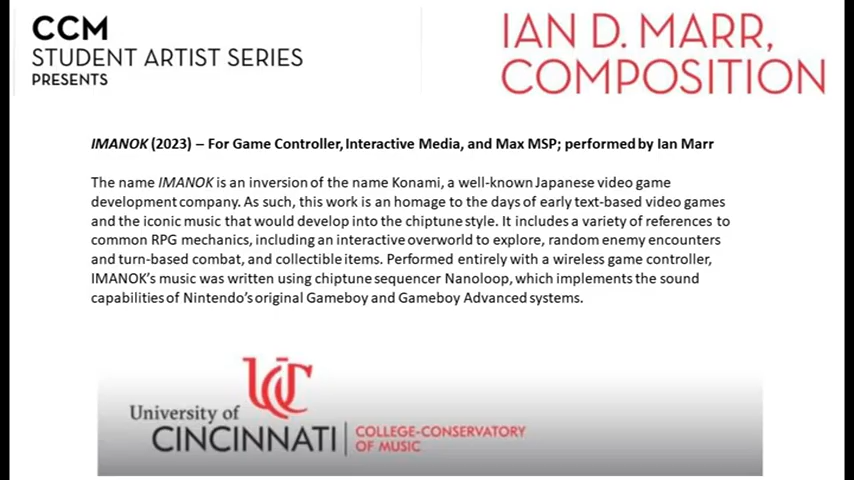 CCM
STUDENT ARTIST SERIES
PRESENTS
IAN D. MARR,
COMPOSITION
IMANOK (2023) – For Game Controller, Interactive Media, and Max MSP; performed by Ian Marr
The name IMANOK is an inversion of the name Konami, a well-known Japanese video game
development company. As such, this work is an homage to the days of early text-based video games
and the iconic music that would develop into the chiptune style. It includes a variety of references to
common RPG mechanics, including an interactive overworld to explore, random enemy encounters
and turn-based combat, and collectible items. Performed entirely with a wireless game controller,
IMANOK's music was written using chiptune sequencer Nanoloop, which implements the sound
capabilities of Nintendo's original Gameboy and Gameboy Advanced systems.
UC
University of
CINCINNATI
COLLEGE-CONSERVATORY
OF MUSIC